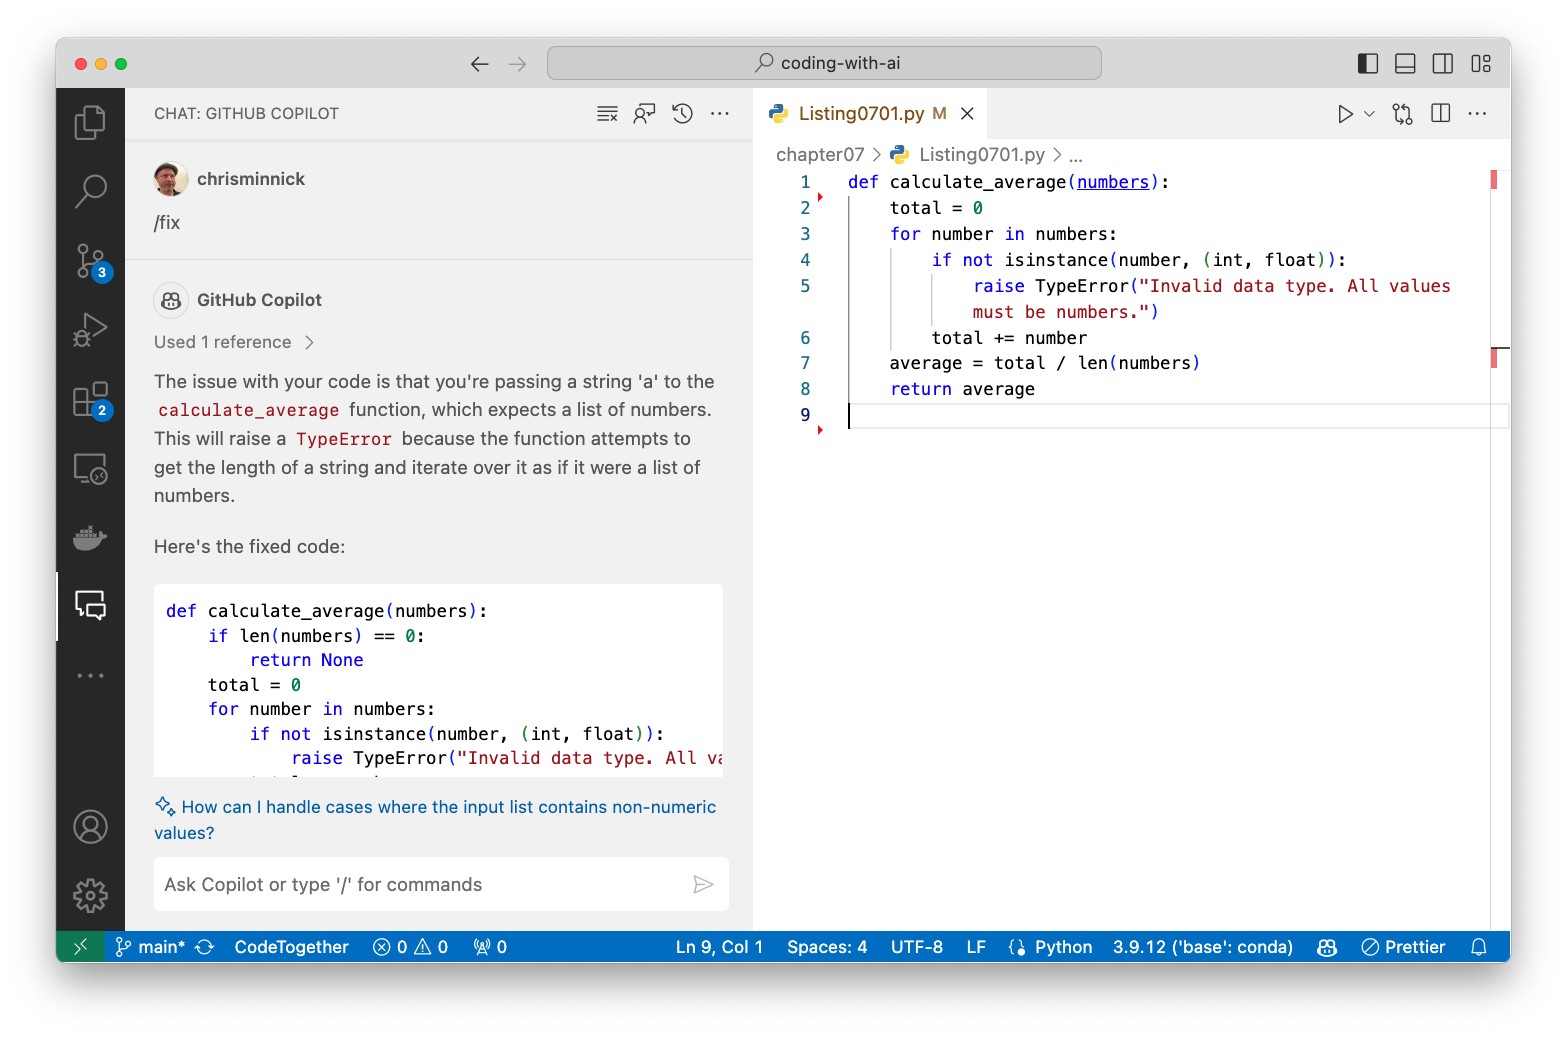 coding-with-ai
CHAT: GITHUB COPILOT
chrisminnick
/fix
GitHub Copilot
Used 1 reference
The issue with your code is that you're passing a string 'a' to the
calculate_average function, which expects a list of numbers.
This will raise a TypeError because the function attempts to
get the length of a string and iterate over it as if it were a list of
numbers.
Here's the fixed code:
def calculate_average(numbers):
    if len(numbers) == 0:
        return None
    total = 0
    for number in numbers:
        if not isinstance(number, (int, float)):
            raise TypeError("Invalid data type. All va
How can I handle cases where the input list contains non-numeric
values?
Ask Copilot or type '/' for commands
3
2
Listing0701.py M
chapter07 > Listing0701.py > ...
1 def calculate_average(numbers):
2     total = 0
3     for number in numbers:
4         if not isinstance(number, (int, float)):
5             raise TypeError("Invalid data type. All values
            must be numbers.")
6         total += number
7     average = total / len(numbers)
8     return average
9
main* CodeTogether 0 0 0 Ln 9, Col 1 Spaces: 4 UTF-8 LF Python 3.9.12 ('base': conda) Prettier